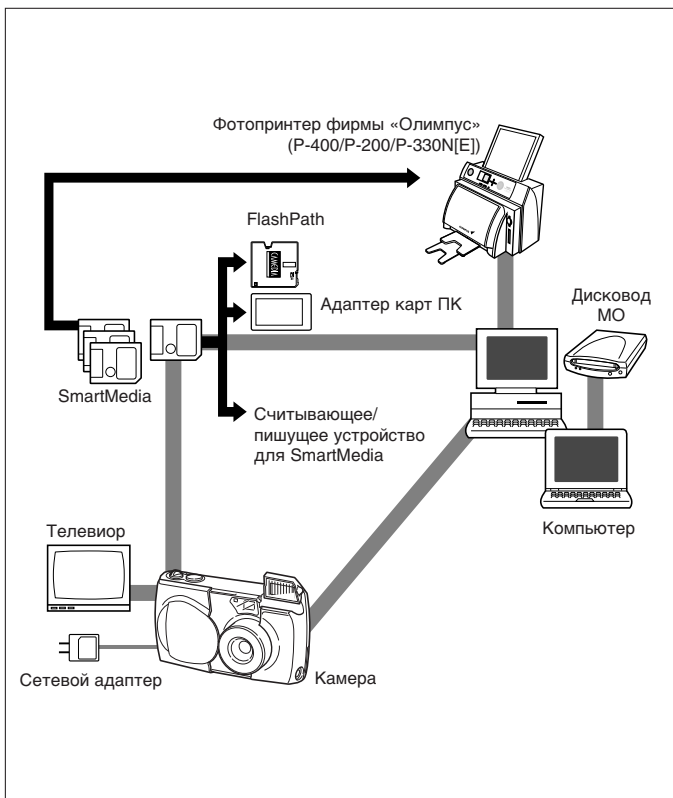 Фотопринтер фирмы «Олимпус»
(P-400/P-200/P-330N[E])
FlashPath
CAMEDIA
Адаптер карт ПК
Дисковод
МО
SmartMedia
Считывающее/
пишущее устройство
для SmartMedia
Компьютер
Телевиор
Сетевой адаптер
Камера